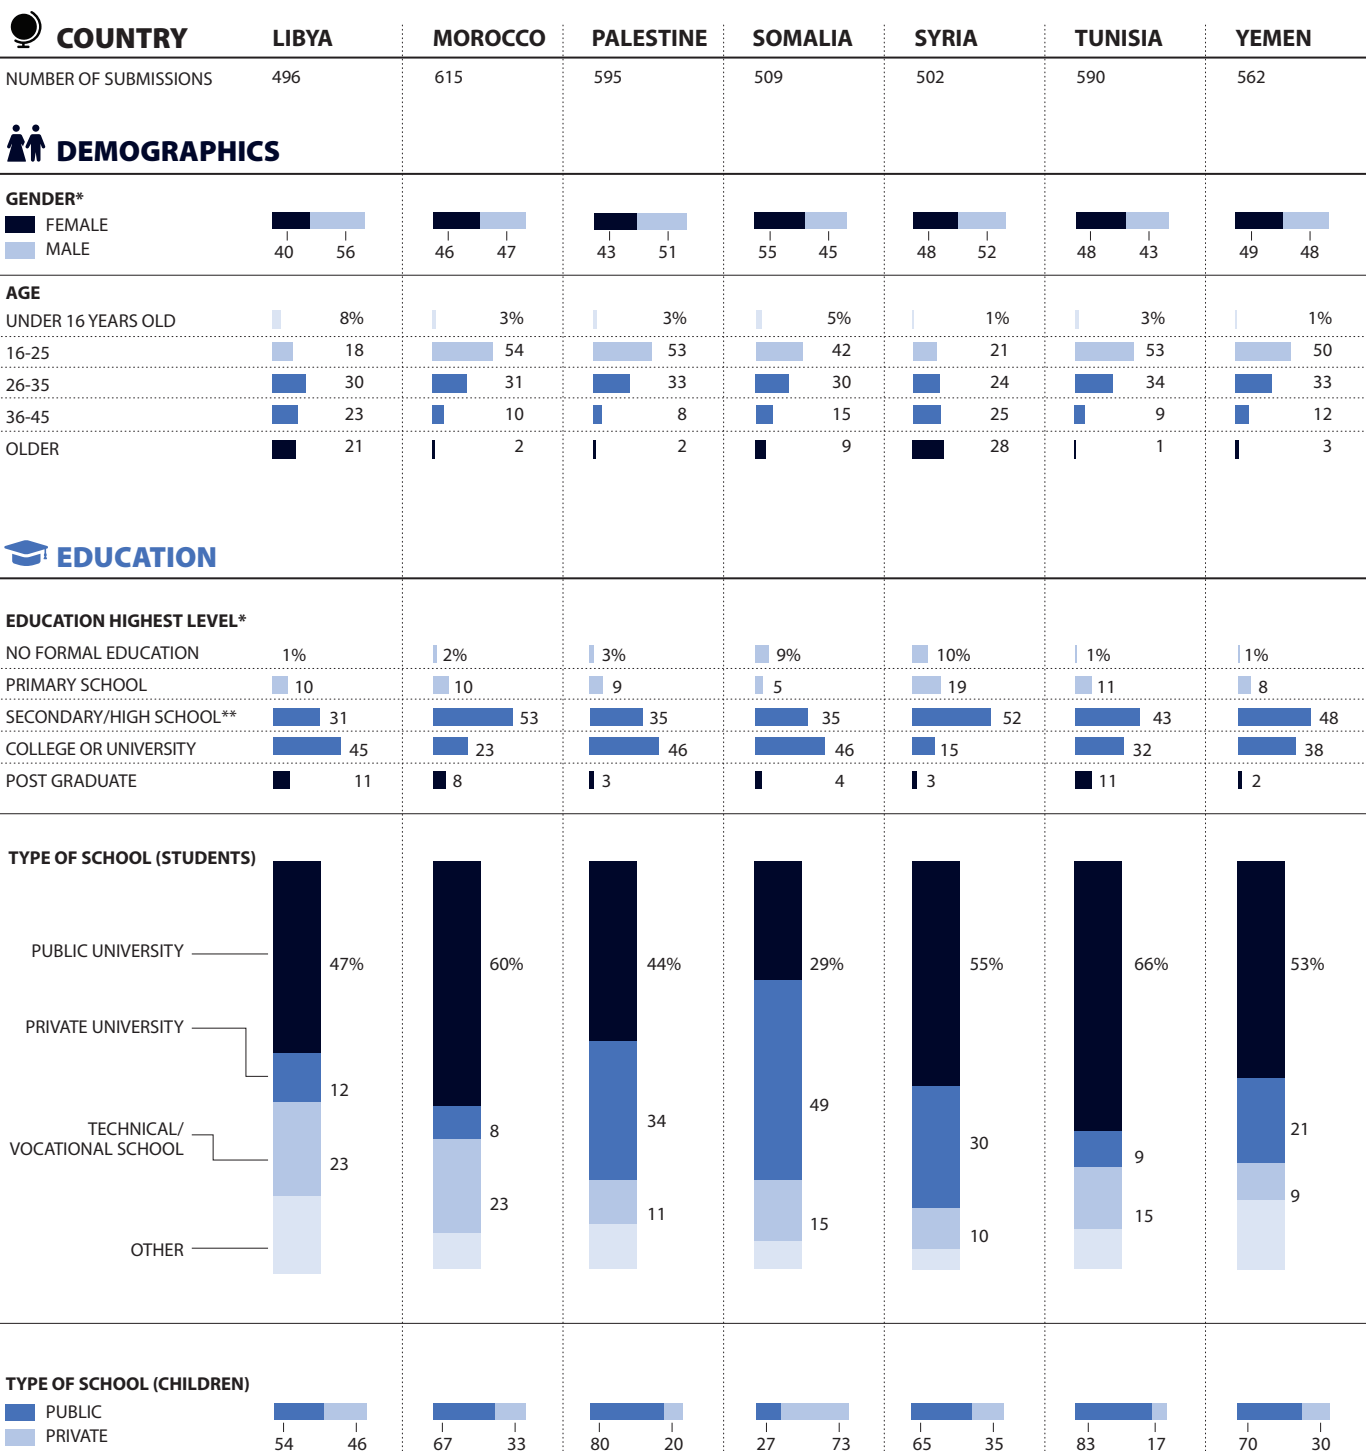 COUNTRY LIBYA MOROCCO PALESTINE SOMALIA SYRIA TUNISIA YEMEN
NUMBER OF SUBMISSIONS 496 615 595 509 502 590 562
DEMOGRAPHICS
GENDER*
FEMALE
MALE
40 56 46 47 43 51 55 45 48 52 48 43 49 48
AGE
UNDER 16 YEARS OLD 8% 3% 3% 5% 1% 3% 1%
16-25 18 54 53 42 21 53 50
26-35 30 31 33 30 24 34 33
36-45 23 10 8 15 25 9 12
OLDER 21 2 2 9 28 1 3
EDUCATION
EDUCATION HIGHEST LEVEL*
NO FORMAL EDUCATION 1% 2% 3% 9% 10% 1% 1%
PRIMARY SCHOOL 10 10 9 5 19 11 8
SECONDARY/HIGH SCHOOL** 31 53 35 35 52 43 48
COLLEGE OR UNIVERSITY 45 23 46 46 15 32 38
POST GRADUATE 11 8 3 4 3 11 2
TYPE OF SCHOOL (STUDENTS)
PUBLIC UNIVERSITY 47% 60% 44% 29% 55% 66% 53%
PRIVATE UNIVERSITY 12 8 34 49 30 9 21
TECHNICAL/
VOCATIONAL SCHOOL 23 23 11 15 10 15 9
OTHER
TYPE OF SCHOOL (CHILDREN)
PUBLIC
PRIVATE
54 46 67 33 80 20 27 73 65 35 83 17 70 30